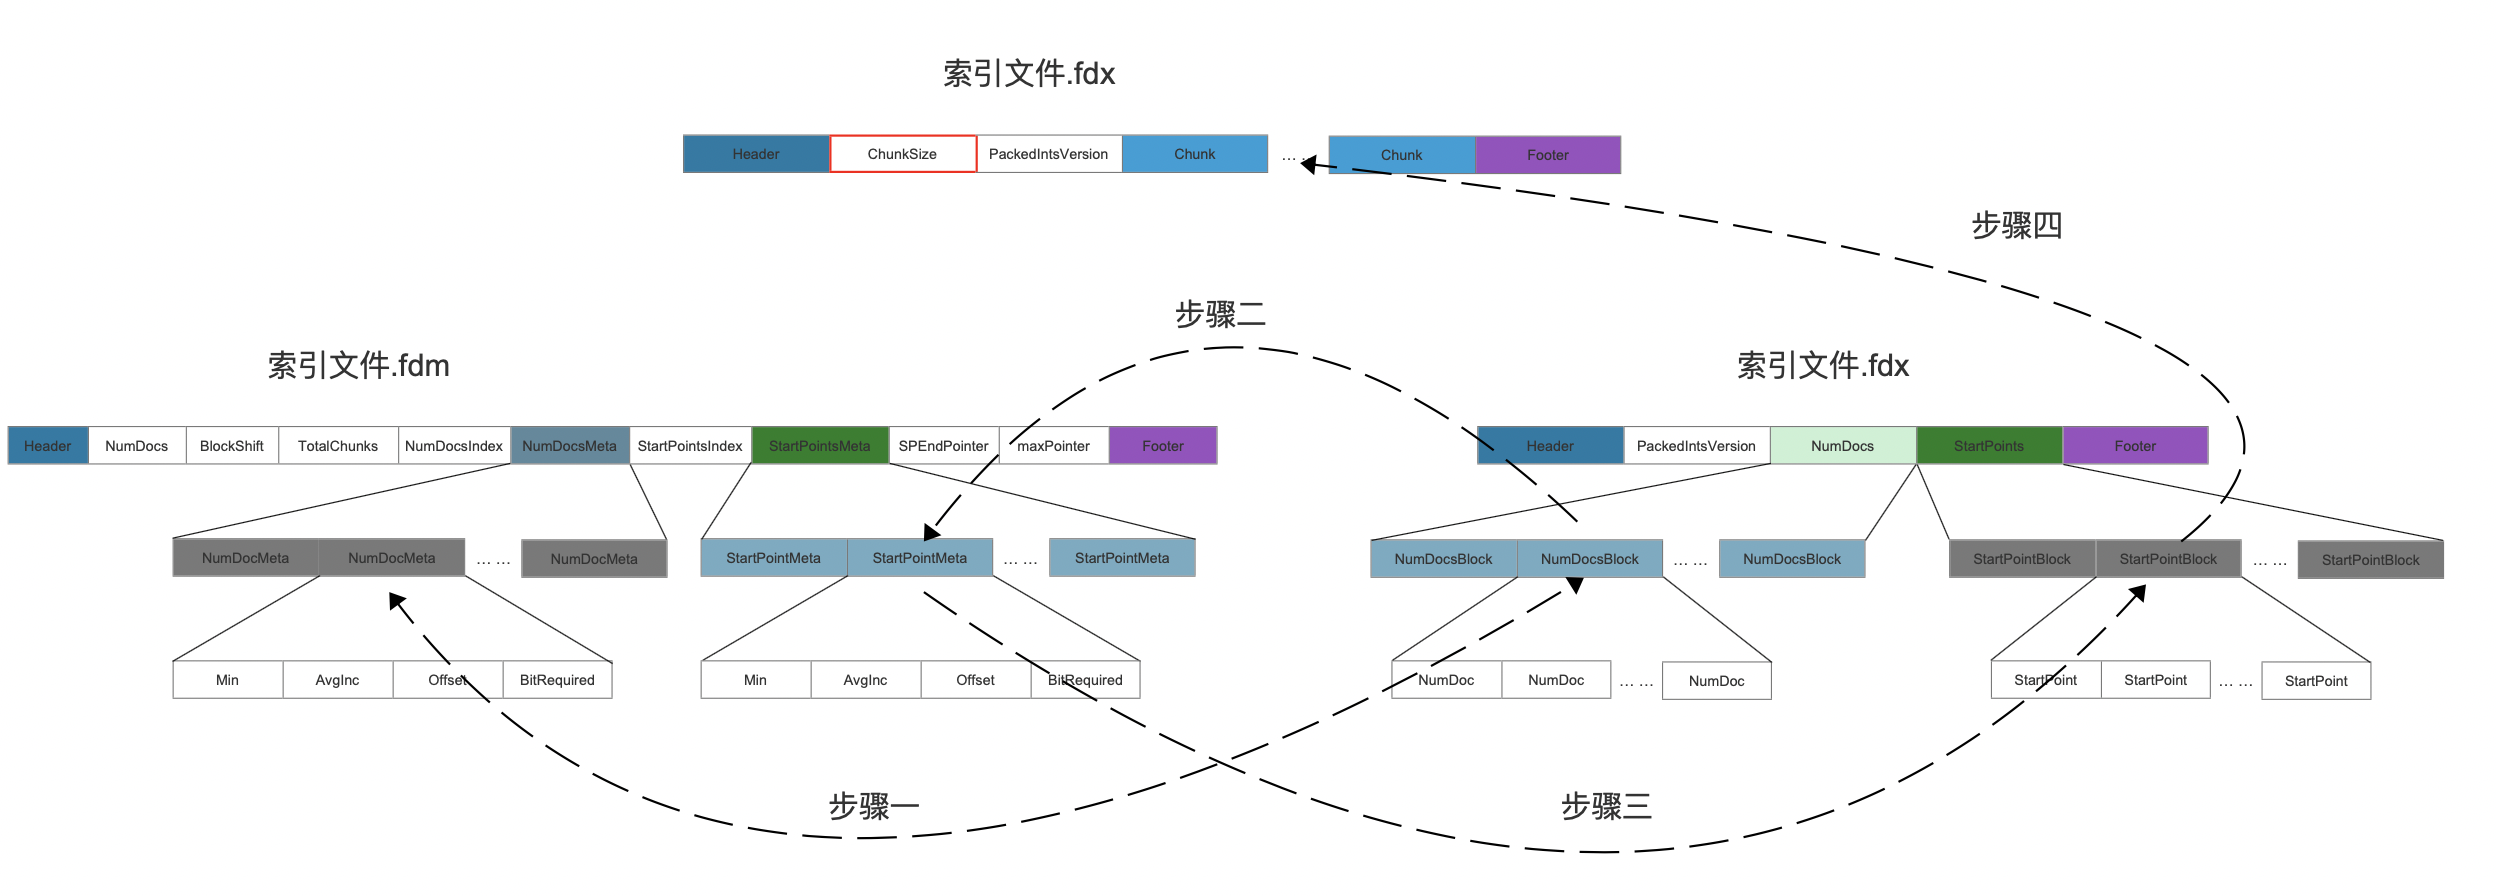 索引文件.fdx
Header ChunkSize PackedIntsVersion Chunk ... ... Chunk Footer
步骤四
步骤二
索引文件.fdm
索引文件.fdx
Header NumDocs BlockShift TotalChunks NumDocsIndex NumDocsMeta StartPointsIndex StartPointsMeta SPEndPointer maxPointer Footer
Header PackedIntsVersion NumDocs StartPoints Footer
NumDocMeta NumDocMeta ... ... NumDocMeta
StartPointMeta StartPointMeta ... ... StartPointMeta
NumDocsBlock NumDocsBlock ... ... NumDocsBlock
StartPointBlock StartPointBlock ... ... StartPointBlock
Min AvgInc Offset BitRequired
Min AvgInc Offset BitRequired
NumDoc NumDoc ... ... NumDoc
StartPoint StartPoint ... ... StartPoint
步骤一
步骤三